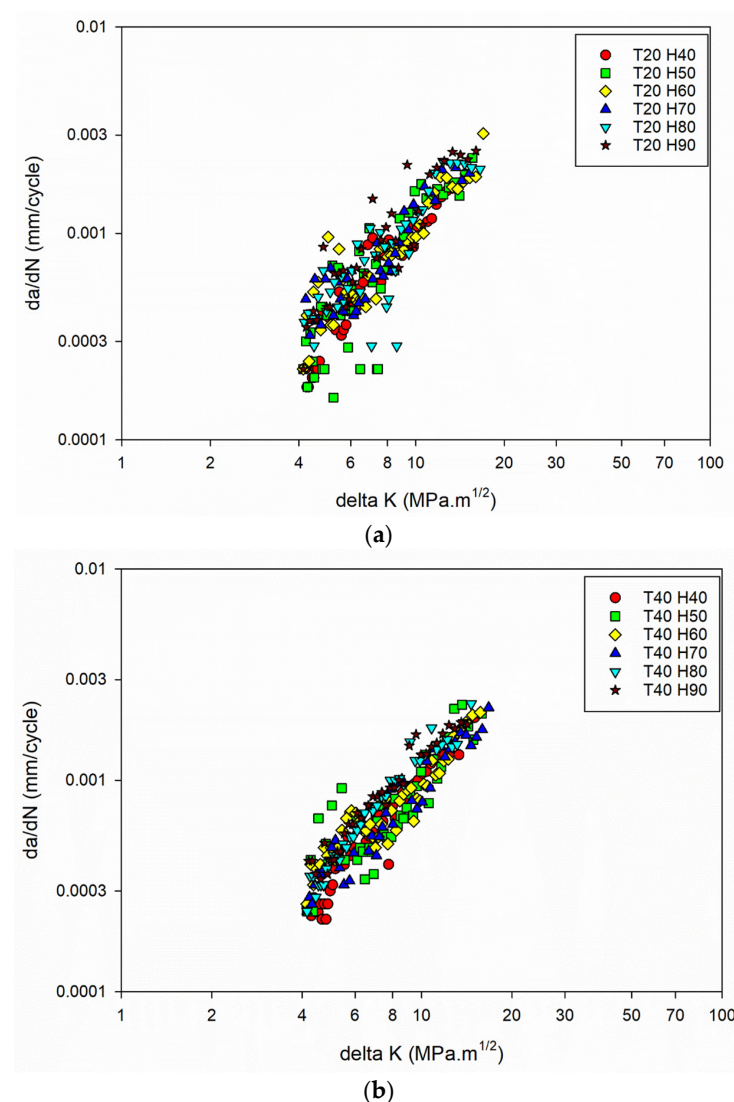 0.01
T20 H40
T20 H50
T20 H60
T20 H70
T20 H80
T20 H90
0.003
da/dN (mm/cycle)
0.001
0.0003
0.0001
1 2 4 6 8 10 20 30 50 70 100
delta K (MPa.m1/2)
(a)
0.01
T40 H40
T40 H50
T40 H60
T40 H70
T40 H80
T40 H90
0.003
da/dN (mm/cycle)
0.001
0.0003
0.0001
1 2 4 6 8 10 20 30 50 70 100
delta K (MPa.m1/2)
(b)